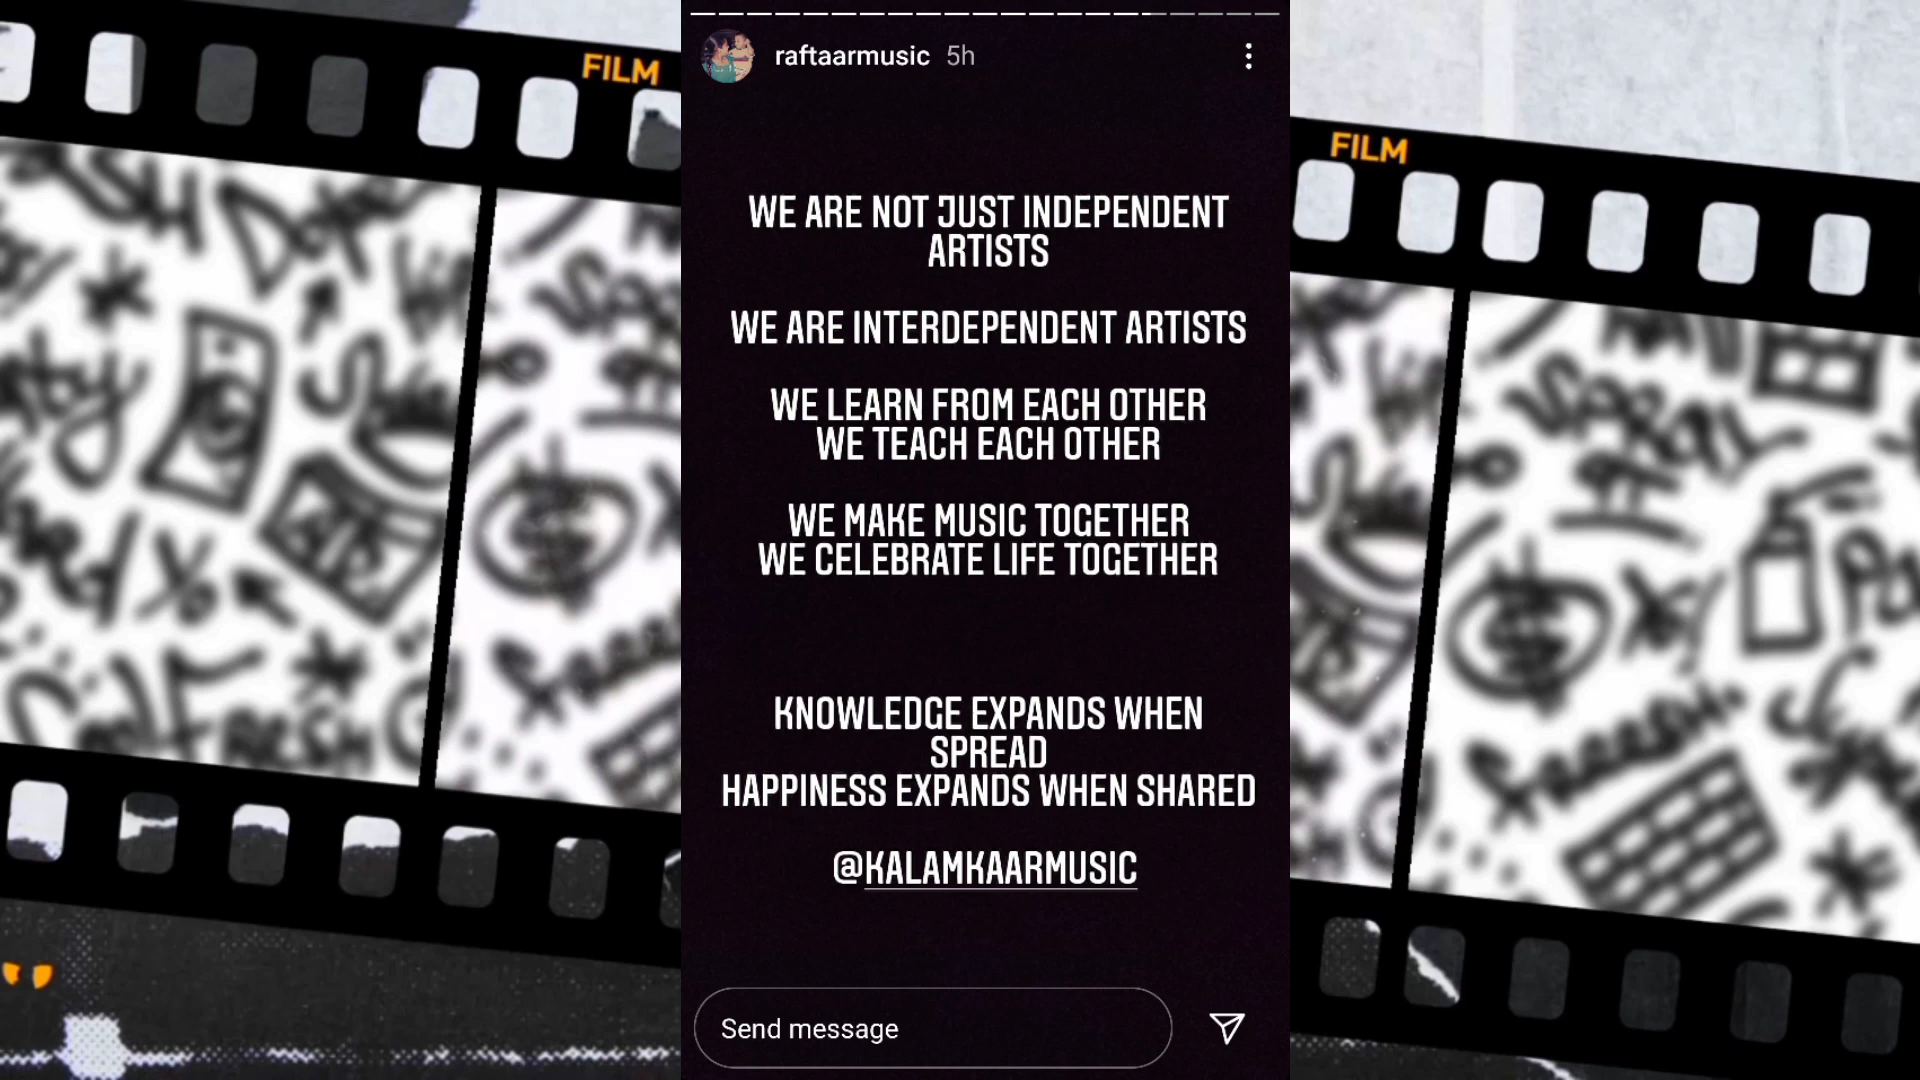 FILM
raftaarmusic 5h
FILM
WE ARE NOT JUST INDEPENDENT
ARTISTS
WE ARE INTERDEPENDENT ARTISTS
WE LEARN FROM EACH OTHER
WE TEACH EACH OTHER
WE MAKE MUSIC TOGETHER
WE CELEBRATE LIFE TOGETHER
KNOWLEDGE EXPANDS WHEN
SPREAD
HAPPINESS EXPANDS WHEN SHARED
@KALAMKAARMUSIC
Send message